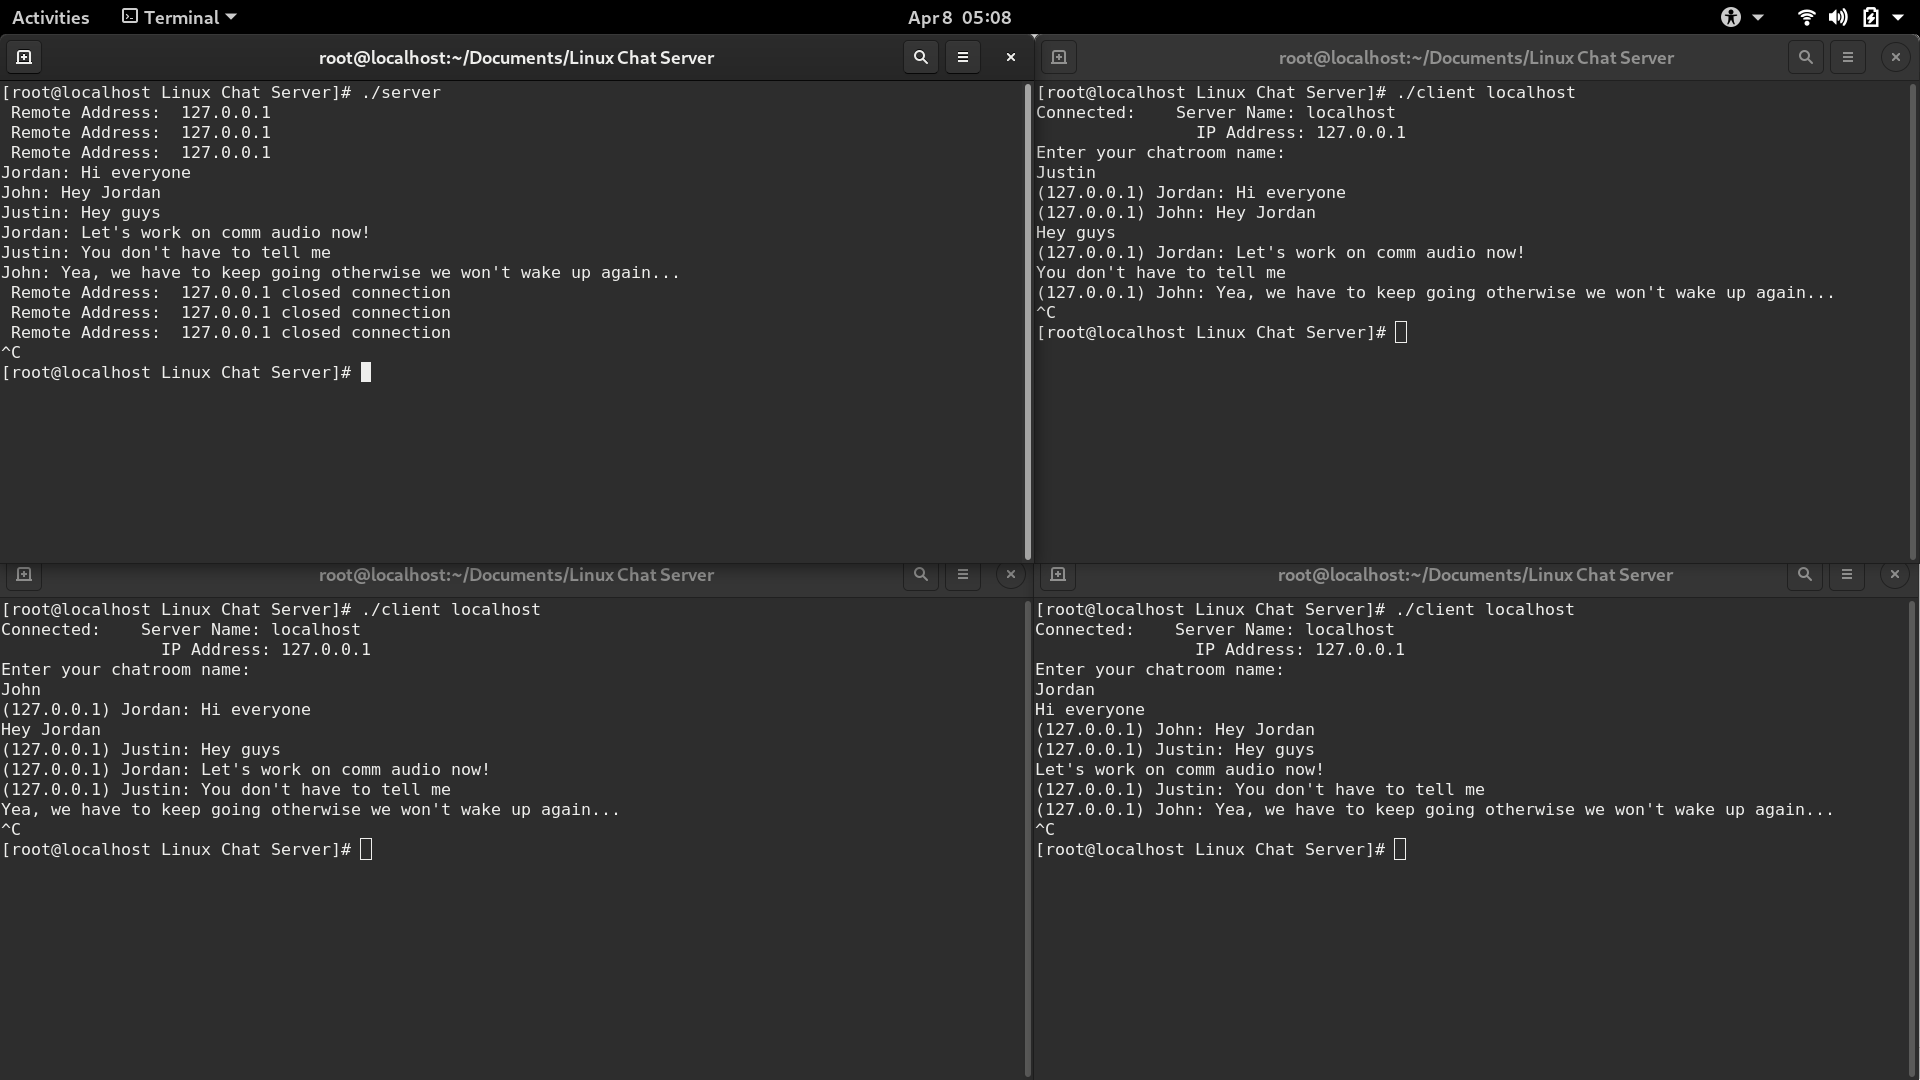 Activities Terminal Apr 8 05:08
root@localhost:~/Documents/Linux Chat Server
[root@localhost Linux Chat Server]# ./server
Remote Address: 127.0.0.1
Remote Address: 127.0.0.1
Remote Address: 127.0.0.1
Jordan: Hi everyone
John: Hey Jordan
Justin: Hey guys
Jordan: Let's work on comm audio now!
Justin: You don't have to tell me
John: Yea, we have to keep going otherwise we won't wake up again...
Remote Address: 127.0.0.1 closed connection
Remote Address: 127.0.0.1 closed connection
Remote Address: 127.0.0.1 closed connection
^C
[root@localhost Linux Chat Server]#
root@localhost:~/Documents/Linux Chat Server
[root@localhost Linux Chat Server]# ./client localhost
Connected: Server Name: localhost
IP Address: 127.0.0.1
Enter your chatroom name:
Justin
(127.0.0.1) Jordan: Hi everyone
(127.0.0.1) John: Hey Jordan
Hey guys
(127.0.0.1) Jordan: Let's work on comm audio now!
You don't have to tell me
(127.0.0.1) John: Yea, we have to keep going otherwise we won't wake up again...
^C
[root@localhost Linux Chat Server]#
root@localhost:~/Documents/Linux Chat Server
[root@localhost Linux Chat Server]# ./client localhost
Connected: Server Name: localhost
IP Address: 127.0.0.1
Enter your chatroom name:
John
(127.0.0.1) Jordan: Hi everyone
Hey Jordan
(127.0.0.1) Justin: Hey guys
(127.0.0.1) Jordan: Let's work on comm audio now!
(127.0.0.1) Justin: You don't have to tell me
Yea, we have to keep going otherwise we won't wake up again...
^C
[root@localhost Linux Chat Server]#
root@localhost:~/Documents/Linux Chat Server
[root@localhost Linux Chat Server]# ./client localhost
Connected: Server Name: localhost
IP Address: 127.0.0.1
Enter your chatroom name:
Jordan
Hi everyone
(127.0.0.1) John: Hey Jordan
(127.0.0.1) Justin: Hey guys
Let's work on comm audio now!
(127.0.0.1) Justin: You don't have to tell me
(127.0.0.1) John: Yea, we have to keep going otherwise we won't wake up again...
^C
[root@localhost Linux Chat Server]#